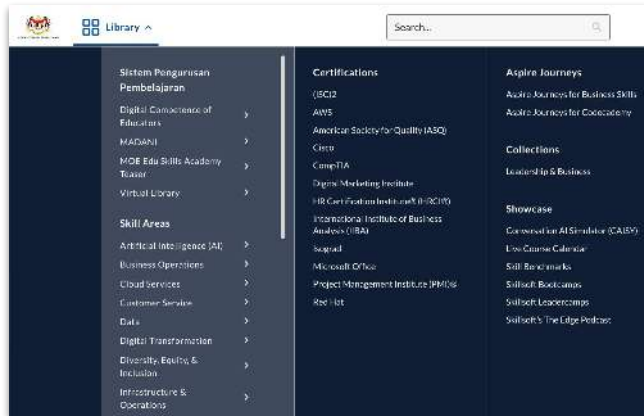 Library
Search...
Sistem Pengurusan
Pembelajaran
Digital Competence of
Educators
MADANI
MOE Edu Skills Academy
Teaser
Virtual Library
Skill Areas
Artificial Intelligence (AI)
Business Operations
Cloud Services
Customer Service
Data
Digital Transformation
Diversity, Equity, &
Inclusion
Infrastructure &
Operations
Certifications
(ISC)2
AWS
American Society for Quality (ASQ)
Cisco
CompTIA
Digital Marketing Institute
HR Certification Institute® (HRCI®)
International Institute of Business
Analysis (IIBA)
Isograd
Microsoft Office
Project Management Institute (PMI)®
Red Hat
Aspire Journeys
Aspire Journeys for Business Skills
Aspire Journeys for Codecademy
Collections
Leadership & Business
Showcase
Conversation AI Simulator (CAISY)
Live Course Calendar
Skill Benchmarks
Skillsoft Bootcamps
Skillsoft Leadercamps
Skillsoft's The Edge Podcast